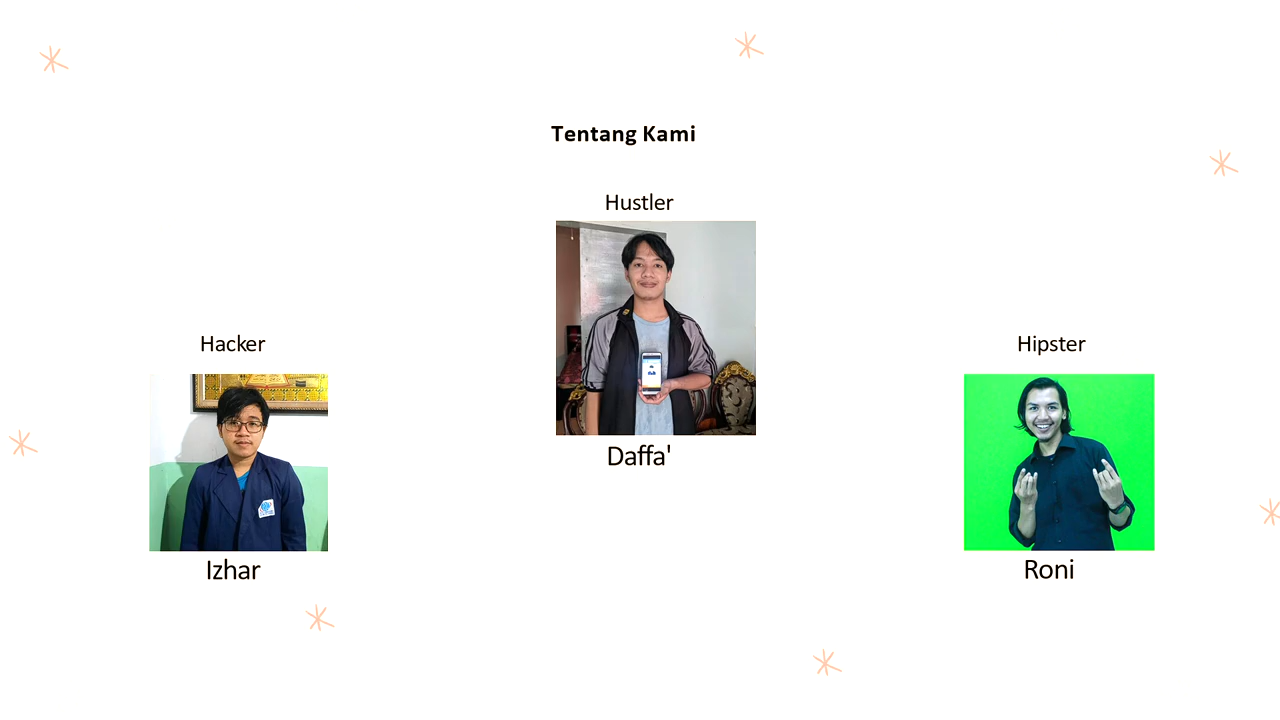 Tentang Kami
Hustler
Daffa'
Hacker
Izhar
Hipster
Roni